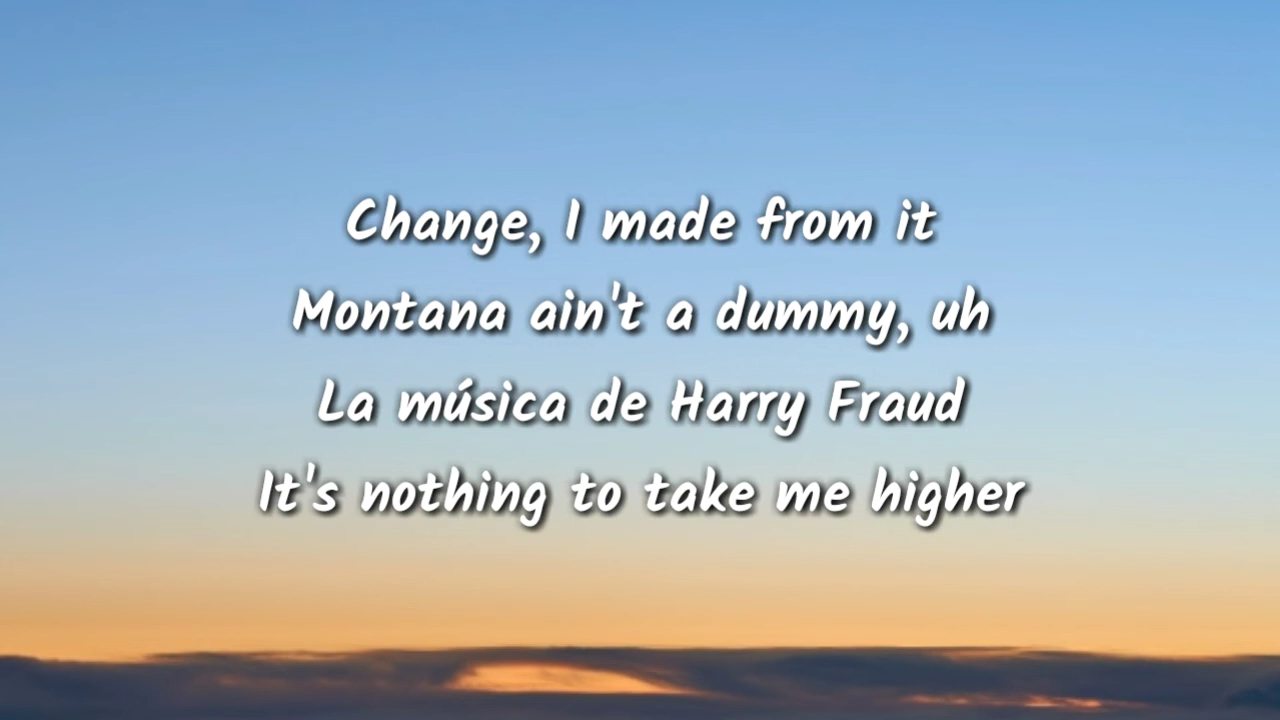 Change, I made from it
Montana ain't a dummy, uh
La música de Harry Fraud
It's nothing to take me higher